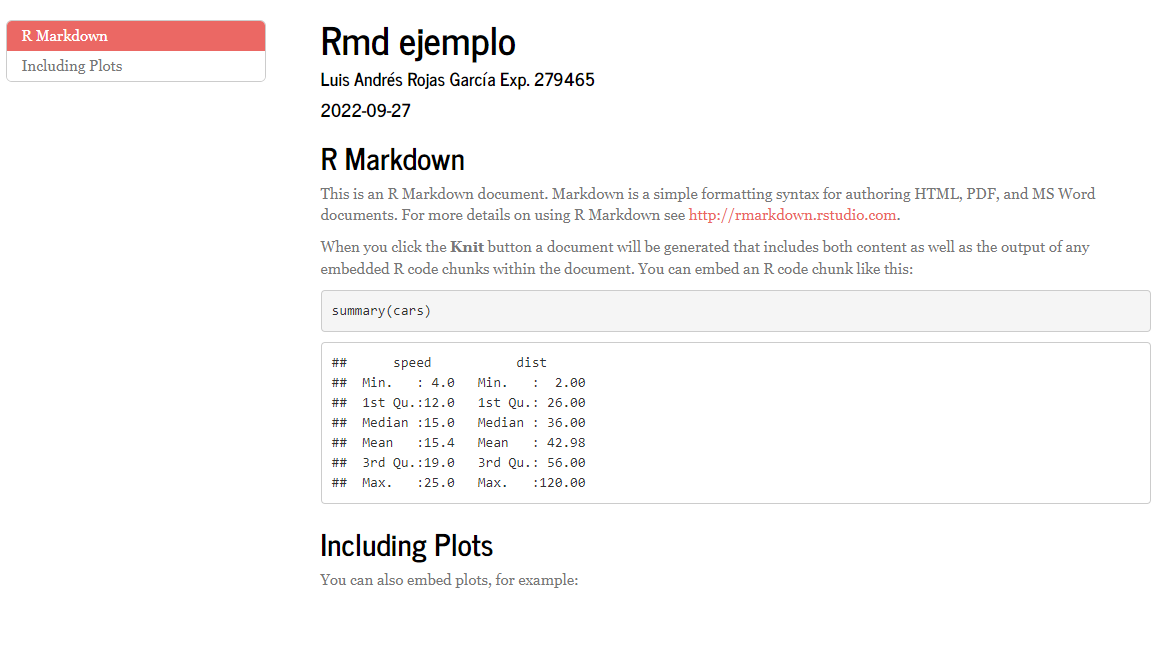 R Markdown
Including Plots
Rmd ejemplo
Luis Andrés Rojas García Exp. 279465
2022-09-27
R Markdown
This is an R Markdown document. Markdown is a simple formatting syntax for authoring HTML, PDF, and MS Word
documents. For more details on using R Markdown see http://rmarkdown.rstudio.com.
When you click the Knit button a document will be generated that includes both content as well as the output of any
embedded R code chunks within the document. You can embed an R code chunk like this:
summary(cars)
##      speed           dist
##  Min.   : 4.0   Min.   :  2.00
##  1st Qu.:12.0   1st Qu.: 26.00
##  Median :15.0   Median : 36.00
##  Mean   :15.4   Mean   : 42.98
##  3rd Qu.:19.0   3rd Qu.: 56.00
##  Max.   :25.0   Max.   :120.00
Including Plots
You can also embed plots, for example: